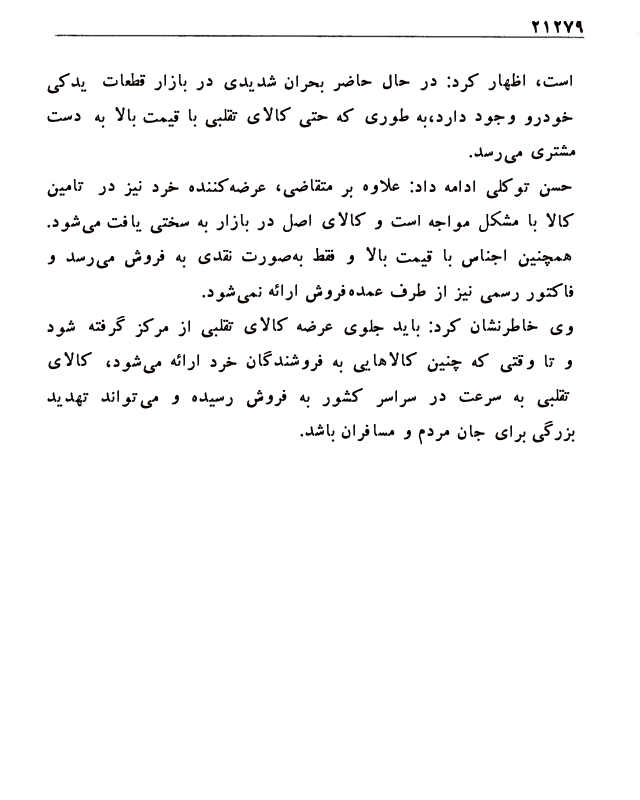 ۲۱۲۷۹
است، اظهار کرد: در حال حاضر بحران شدیدی در بازار قطعات یدکی
خودرو وجود دارد،به طوری که حتی کالای تقلبی با قیمت بالا به دست
مشتری می‌رسد.
حسن توکلی ادامه داد: علاوه بر متقاضی، عرضه‌کننده خرد نیز در تامین
کالا با مشکل مواجه است و کالای اصل در بازار به سختی یافت می‌شود.
همچنین اجناس با قیمت بالا و فقط به‌صورت نقدی به فروش می‌رسد و
فاکتور رسمی نیز از طرف عمده‌فروش ارائه نمی‌شود.
وی خاطرنشان کرد: باید جلوی عرضه کالای تقلبی از مرکز گرفته شود
و تا وقتی که چنین کالاهایی به فروشندگان خرد ارائه می‌شود، کالای
تقلبی به سرعت در سراسر کشور به فروش رسیده و می‌تواند تهدید
بزرگی برای جان مردم و مسافران باشد.